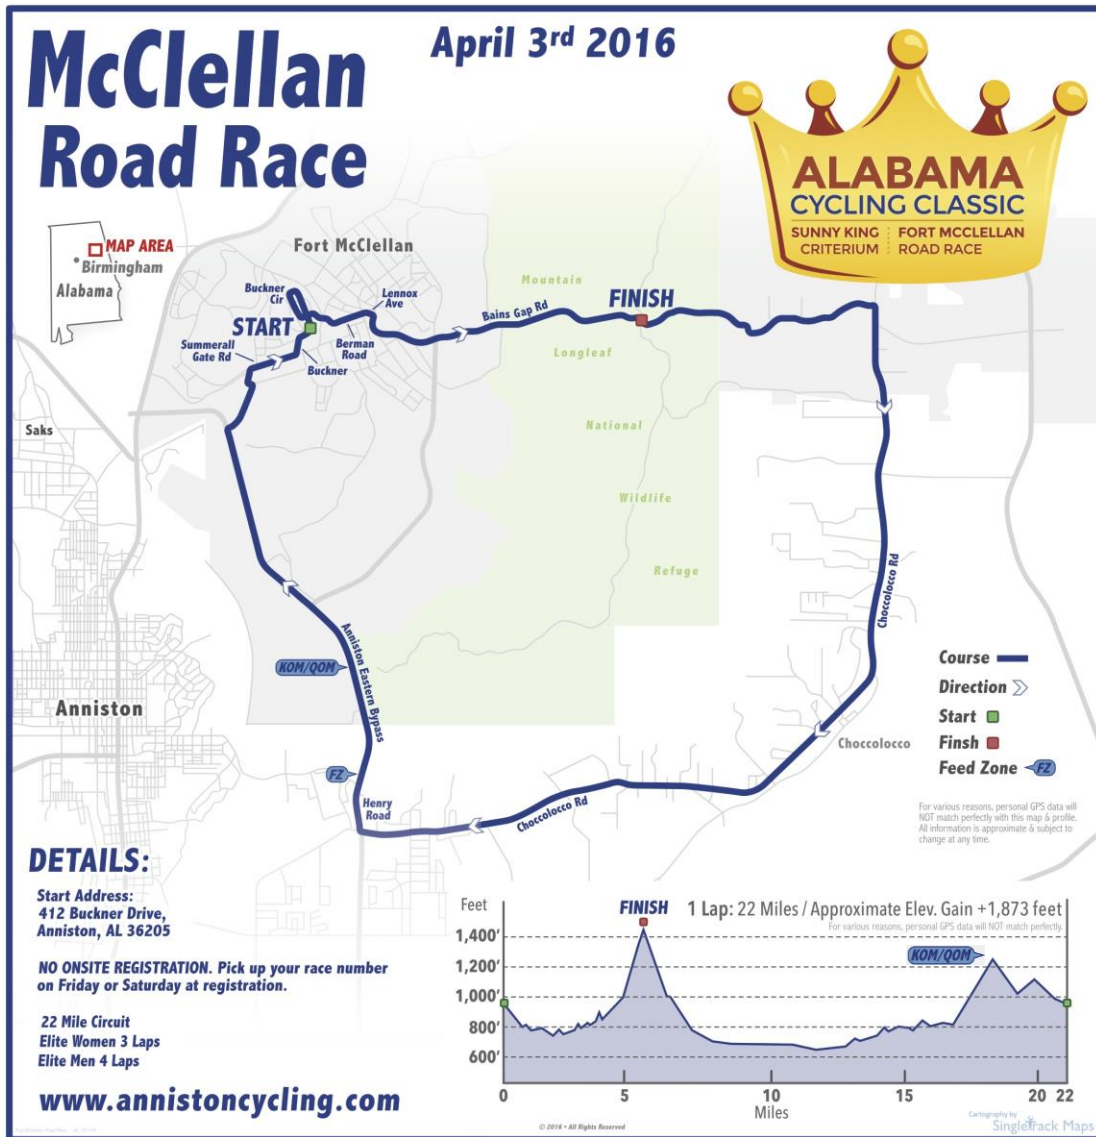 McClellan
Road Race
April 3rd 2016
ALABAMA
CYCLING CLASSIC
SUNNY KING
CRITERIUM
FORT MCCLELLAN
ROAD RACE
MAP AREA
Birmingham
Alabama
Fort McClellan
Buckner
Cir
Lennox
Ave
START
Summerall
Gate Rd
Berman
Road
Buckner
Bains Gap Rd
FINISH
Mountain
Longleaf
National
Wildlife
Refuge
Saks
Anniston
Choccolocco Rd
KOM/QOM
Anniston Eastern Bypass
FZ
Henry
Road
Choccolocco Rd
Choccolocco
Course
Direction
Start
Finsh
Feed Zone FZ
For various reasons, personal GPS data will
NOT match perfectly with this map & profile.
All information is approximate & subject to
change at any time.
DETAILS:
Start Address:
412 Buckner Drive,
Anniston, AL 36205
NO ONSITE REGISTRATION. Pick up your race number
on Friday or Saturday at registration.
22 Mile Circuit
Elite Women 3 Laps
Elite Men 4 Laps
www.annistoncycling.com
Feet
FINISH
1 Lap: 22 Miles / Approximate Elev. Gain +1,873 feet
For various reasons, personal GPS data will NOT match perfectly.
KOM/QOM
1,400'
1,200'
1,000'
800'
600'
0 5 10 15 20 22
Miles
© 2016 • All Rights Reserved
Cartography by
SingleTrack Maps